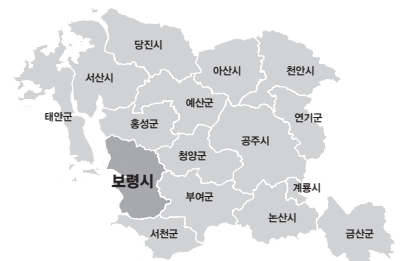 당진시
아산시
천안시
서산시
예산군
태안군
홍성군
연기군
공주시
청양군
보령시
계룡시
부여군
논산시
서천군
금산군